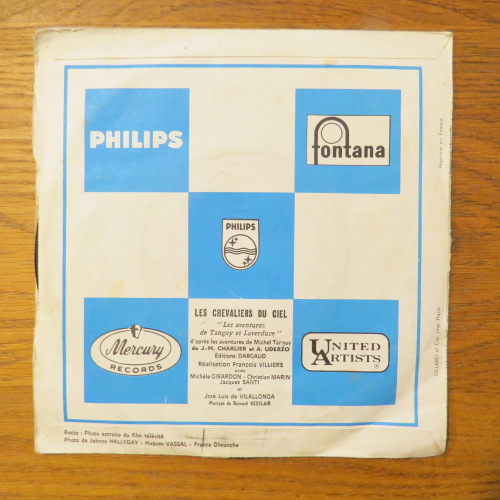 PHILIPS
fontana
Imprimé en France
PHILIPS
LES CHEVALIERS DU CIEL
"Les aventures
de Tanguy et Laverdure"
d'après les aventures de Michel Tanguy
de J.-M. CHARLIER et A. UDERZO
Editions DARGAUD
Réalisation François VILLIERS
avec
Michèle GIRARDON - Christian MARIN
Jacques SANTI
et
José Luis de VILALLONGA
Musique de Bernard KESSLAIR
Mercury
RECORDS
UNITED
ARTISTS
Recto : Photo extraite du film télévisé
Photo de Johnny HALLYDAY : Hugues VASSAL - France Dimanche